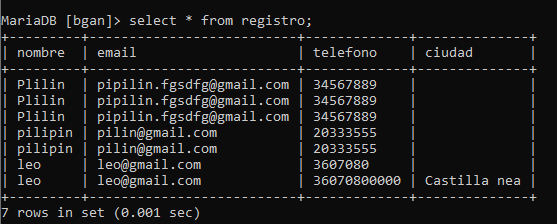 MariaDB [bgan]> select * from registro;
+---------+--------------------------+-------------+--------------+
| nombre | email | telefono | ciudad |
+---------+--------------------------+-------------+--------------+
| Plilin | pipilin.fgsdfg@gmail.com | 34567889 | |
| Plilin | pipilin.fgsdfg@gmail.com | 34567889 | |
| Plilin | pipilin.fgsdfg@gmail.com | 34567889 | |
| pilipin | pilin@gmail.com | 20333555 | |
| pilipin | pilin@gmail.com | 20333555 | |
| leo | leo@gmail.com | 3607080 | |
| leo | leo@gmail.com | 36070800000 | Castilla nea |
+---------+--------------------------+-------------+--------------+
7 rows in set (0.001 sec)